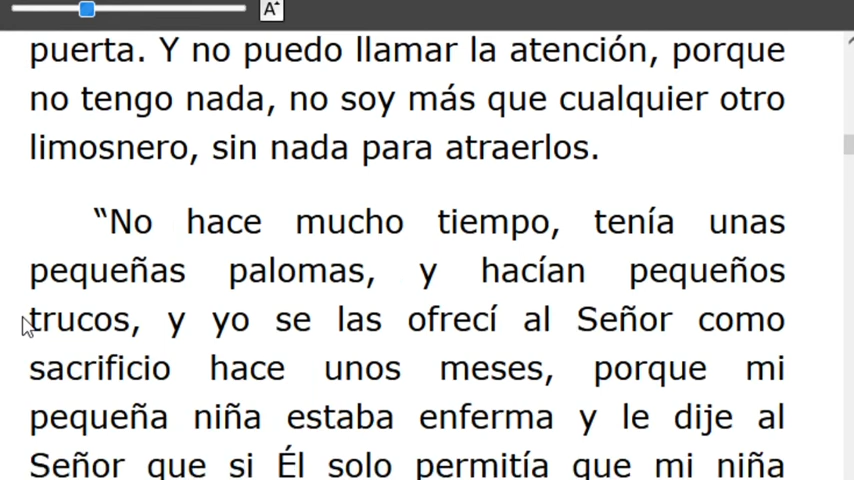 A
puerta. Y no puedo llamar la atención, porque
no tengo nada, no soy más que cualquier otro
limosnero, sin nada para atraerlos.
“No hace mucho tiempo, tenía unas
pequeñas palomas, y hacían pequeños
trucos, y yo se las ofrecí al Señor como
sacrificio hace unos meses, porque mi
pequeña niña estaba enferma y le dije al
Señor que si Él solo permitía que mi niña